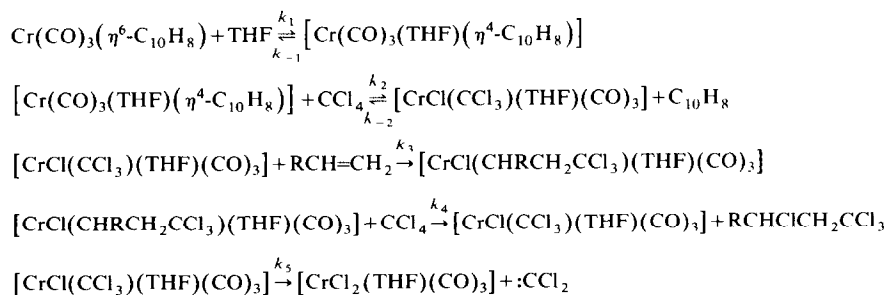 Cr(CO)₃(η⁶-C₁₀H₈) + THF ⇌ [Cr(CO)₃(THF)(η⁴-C₁₀H₈)] k₁ k₋₁
[Cr(CO)₃(THF)(η⁴-C₁₀H₈)] + CCl₄ ⇌ [CrCl(CCl₃)(THF)(CO)₃] + C₁₀H₈ k₂ k₋₂
[CrCl(CCl₃)(THF)(CO)₃] + RCH=CH₂ → [CrCl(CHRCH₂CCl₃)(THF)(CO)₃] k₃
[CrCl(CHRCH₂CCl₃)(THF)(CO)₃] + CCl₄ → [CrCl(CCl₃)(THF)(CO)₃] + RCHClCH₂CCl₃ k₄
[CrCl(CCl₃)(THF)(CO)₃] → [CrCl₂(THF)(CO)₃] + :CCl₂ k₅